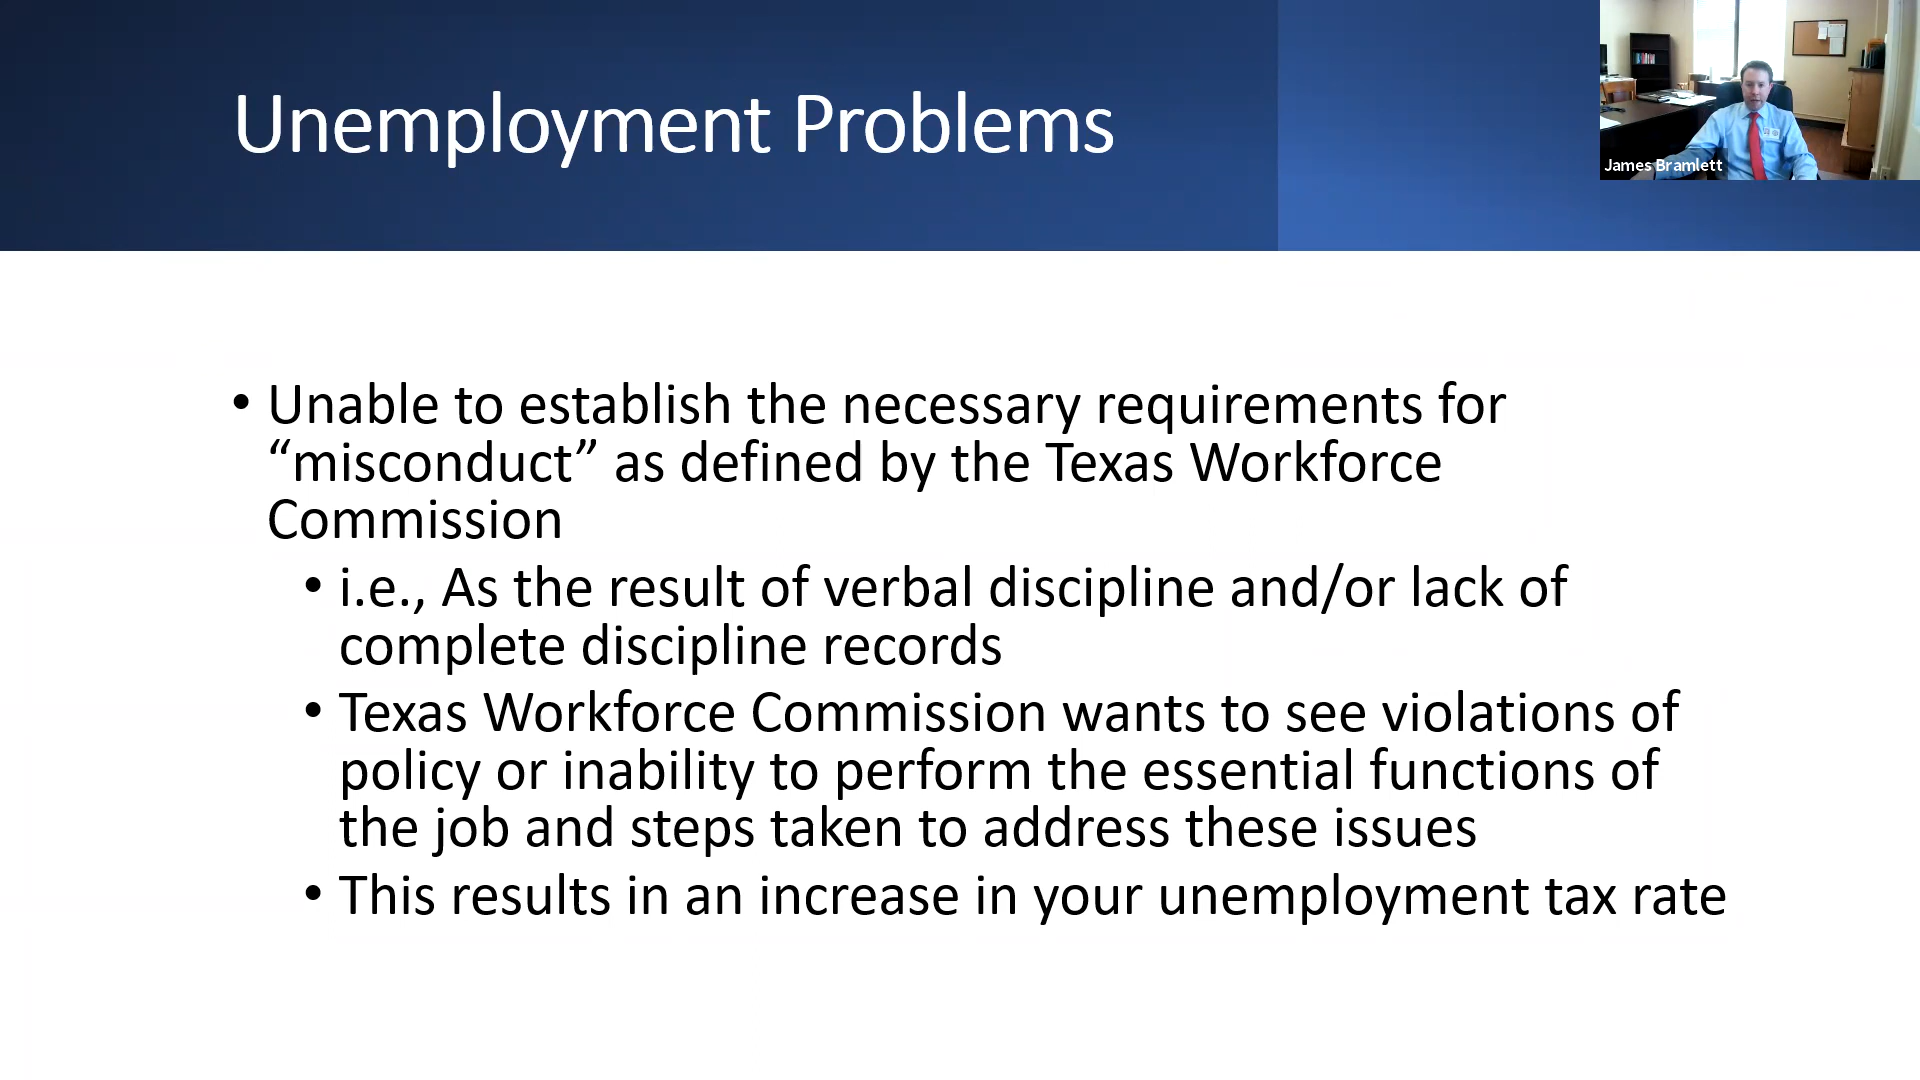 Unemployment Problems
James Bramlett
• Unable to establish the necessary requirements for
“misconduct” as defined by the Texas Workforce
Commission
• i.e., As the result of verbal discipline and/or lack of
complete discipline records
• Texas Workforce Commission wants to see violations of
policy or inability to perform the essential functions of
the job and steps taken to address these issues
• This results in an increase in your unemployment tax rate